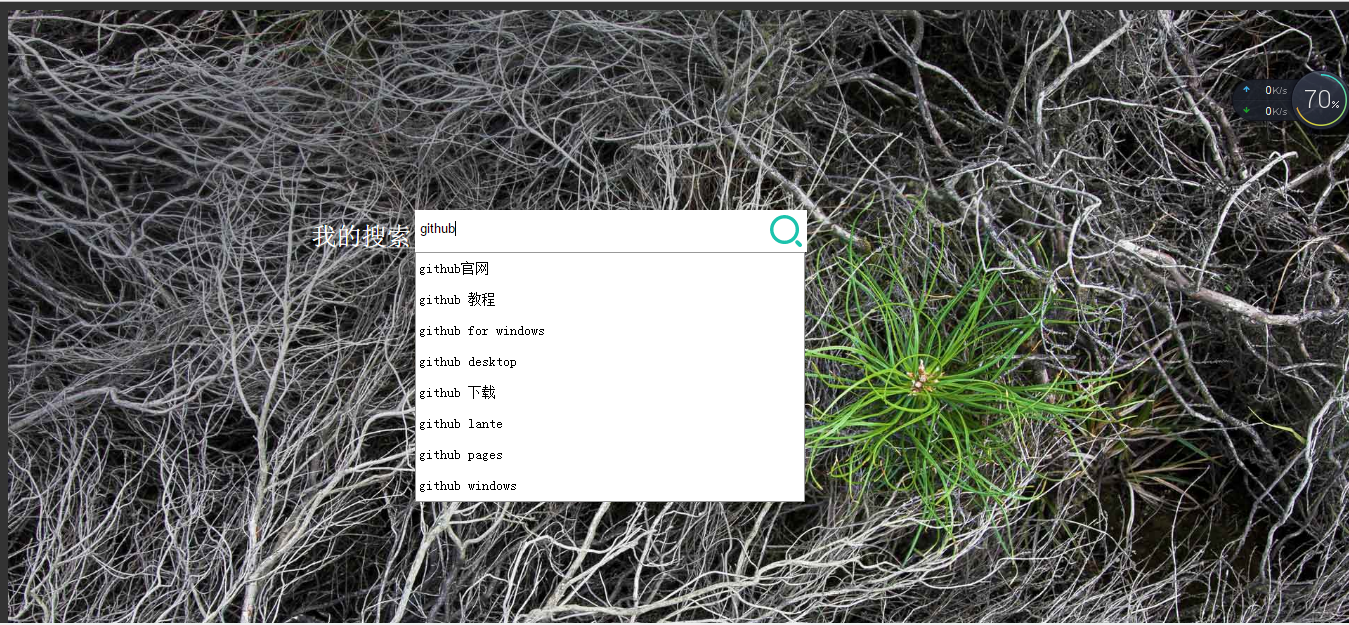 0K/s
70%
0K/s
我的搜索
github
github官网
github 教程
github for windows
github desktop
github 下载
github lante
github pages
github windows